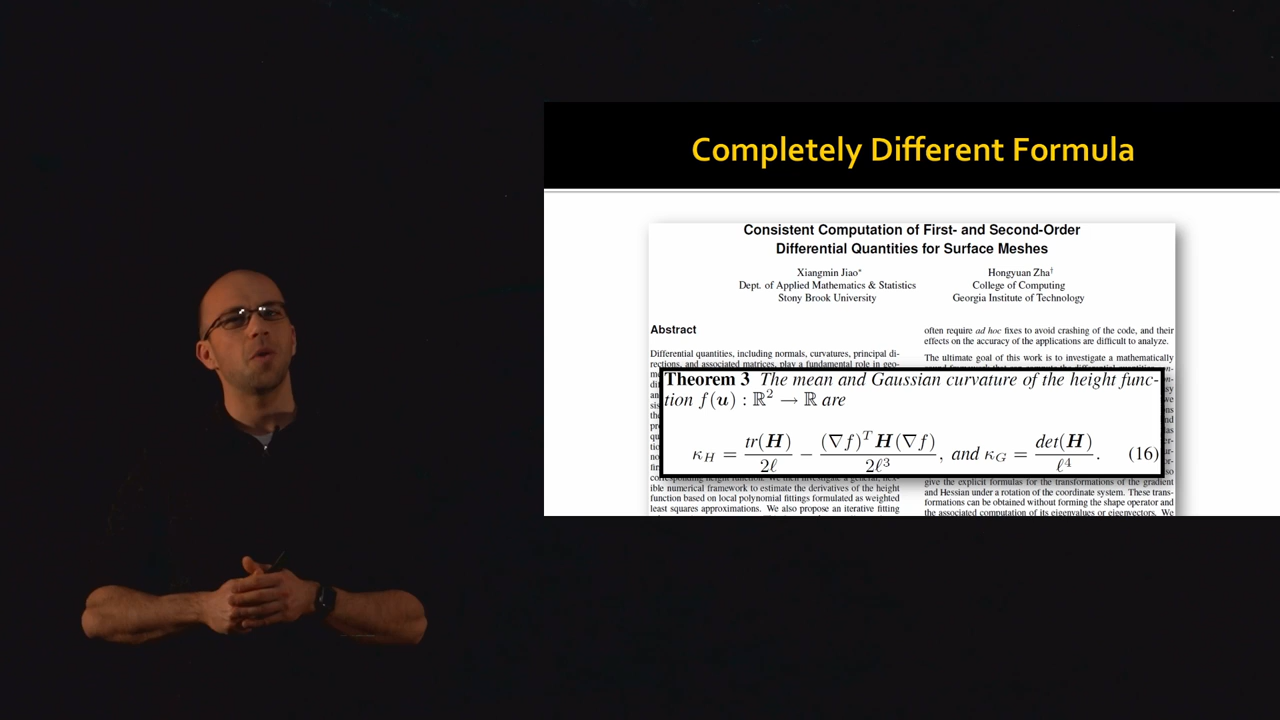 Completely Different Formula
Consistent Computation of First- and Second-Order
Differential Quantities for Surface Meshes
Xiangmin Jiao*
Dept. of Applied Mathematics & Statistics
Stony Brook University
Hongyuan Zha†
College of Computing
Georgia Institute of Technology
Abstract
Differential quantities, including normals, curvatures, principal di-
rections, and associated matrices, play a fundamental role in geo-
often require ad hoc fixes to avoid crashing of the code, and their
effects on the accuracy of the applications are difficult to analyze.
The ultimate goal of this work is to investigate a mathematically
Theorem 3 The mean and Gaussian curvature of the height func-
tion f(u) : ℝ² → ℝ are
κ_H = tr(H)/2ℓ − (∇f)ᵀH(∇f)/2ℓ³, and κ_G = det(H)/ℓ⁴. (16)
ible numerical framework to estimate the derivatives of the height
function based on local polynomial fittings formulated as weighted
least squares approximations. We also propose an iterative fitting
give the explicit formulas for the transformations of the gradient
and Hessian under a rotation of the coordinate system. These trans-
formations can be obtained without forming the shape operator and
the associated computation of its eigenvalues or eigenvectors. We